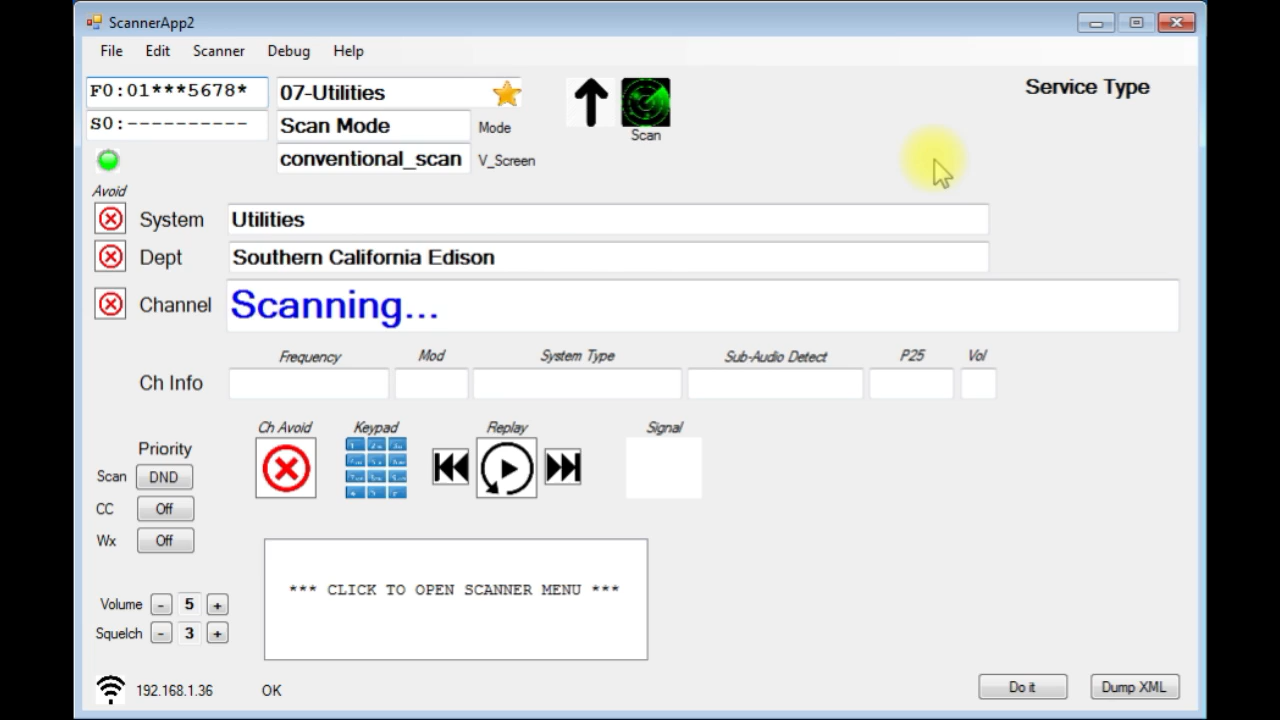 ScannerApp2
File Edit Scanner Debug Help
F0:01***5678* 07-Utilities Service Type
S0:---------- Scan Mode Mode Scan
conventional_scan V_Screen
Avoid
System Utilities
Dept Southern California Edison
Channel Scanning...
Frequency Mod System Type Sub-Audio Detect P25 Vol
Ch Info
Ch Avoid Keypad Replay Signal
Priority
Scan DND
CC Off
Wx Off
*** CLICK TO OPEN SCANNER MENU ***
Volume - 5 +
Squelch - 3 +
192.168.1.36 OK Do it Dump XML